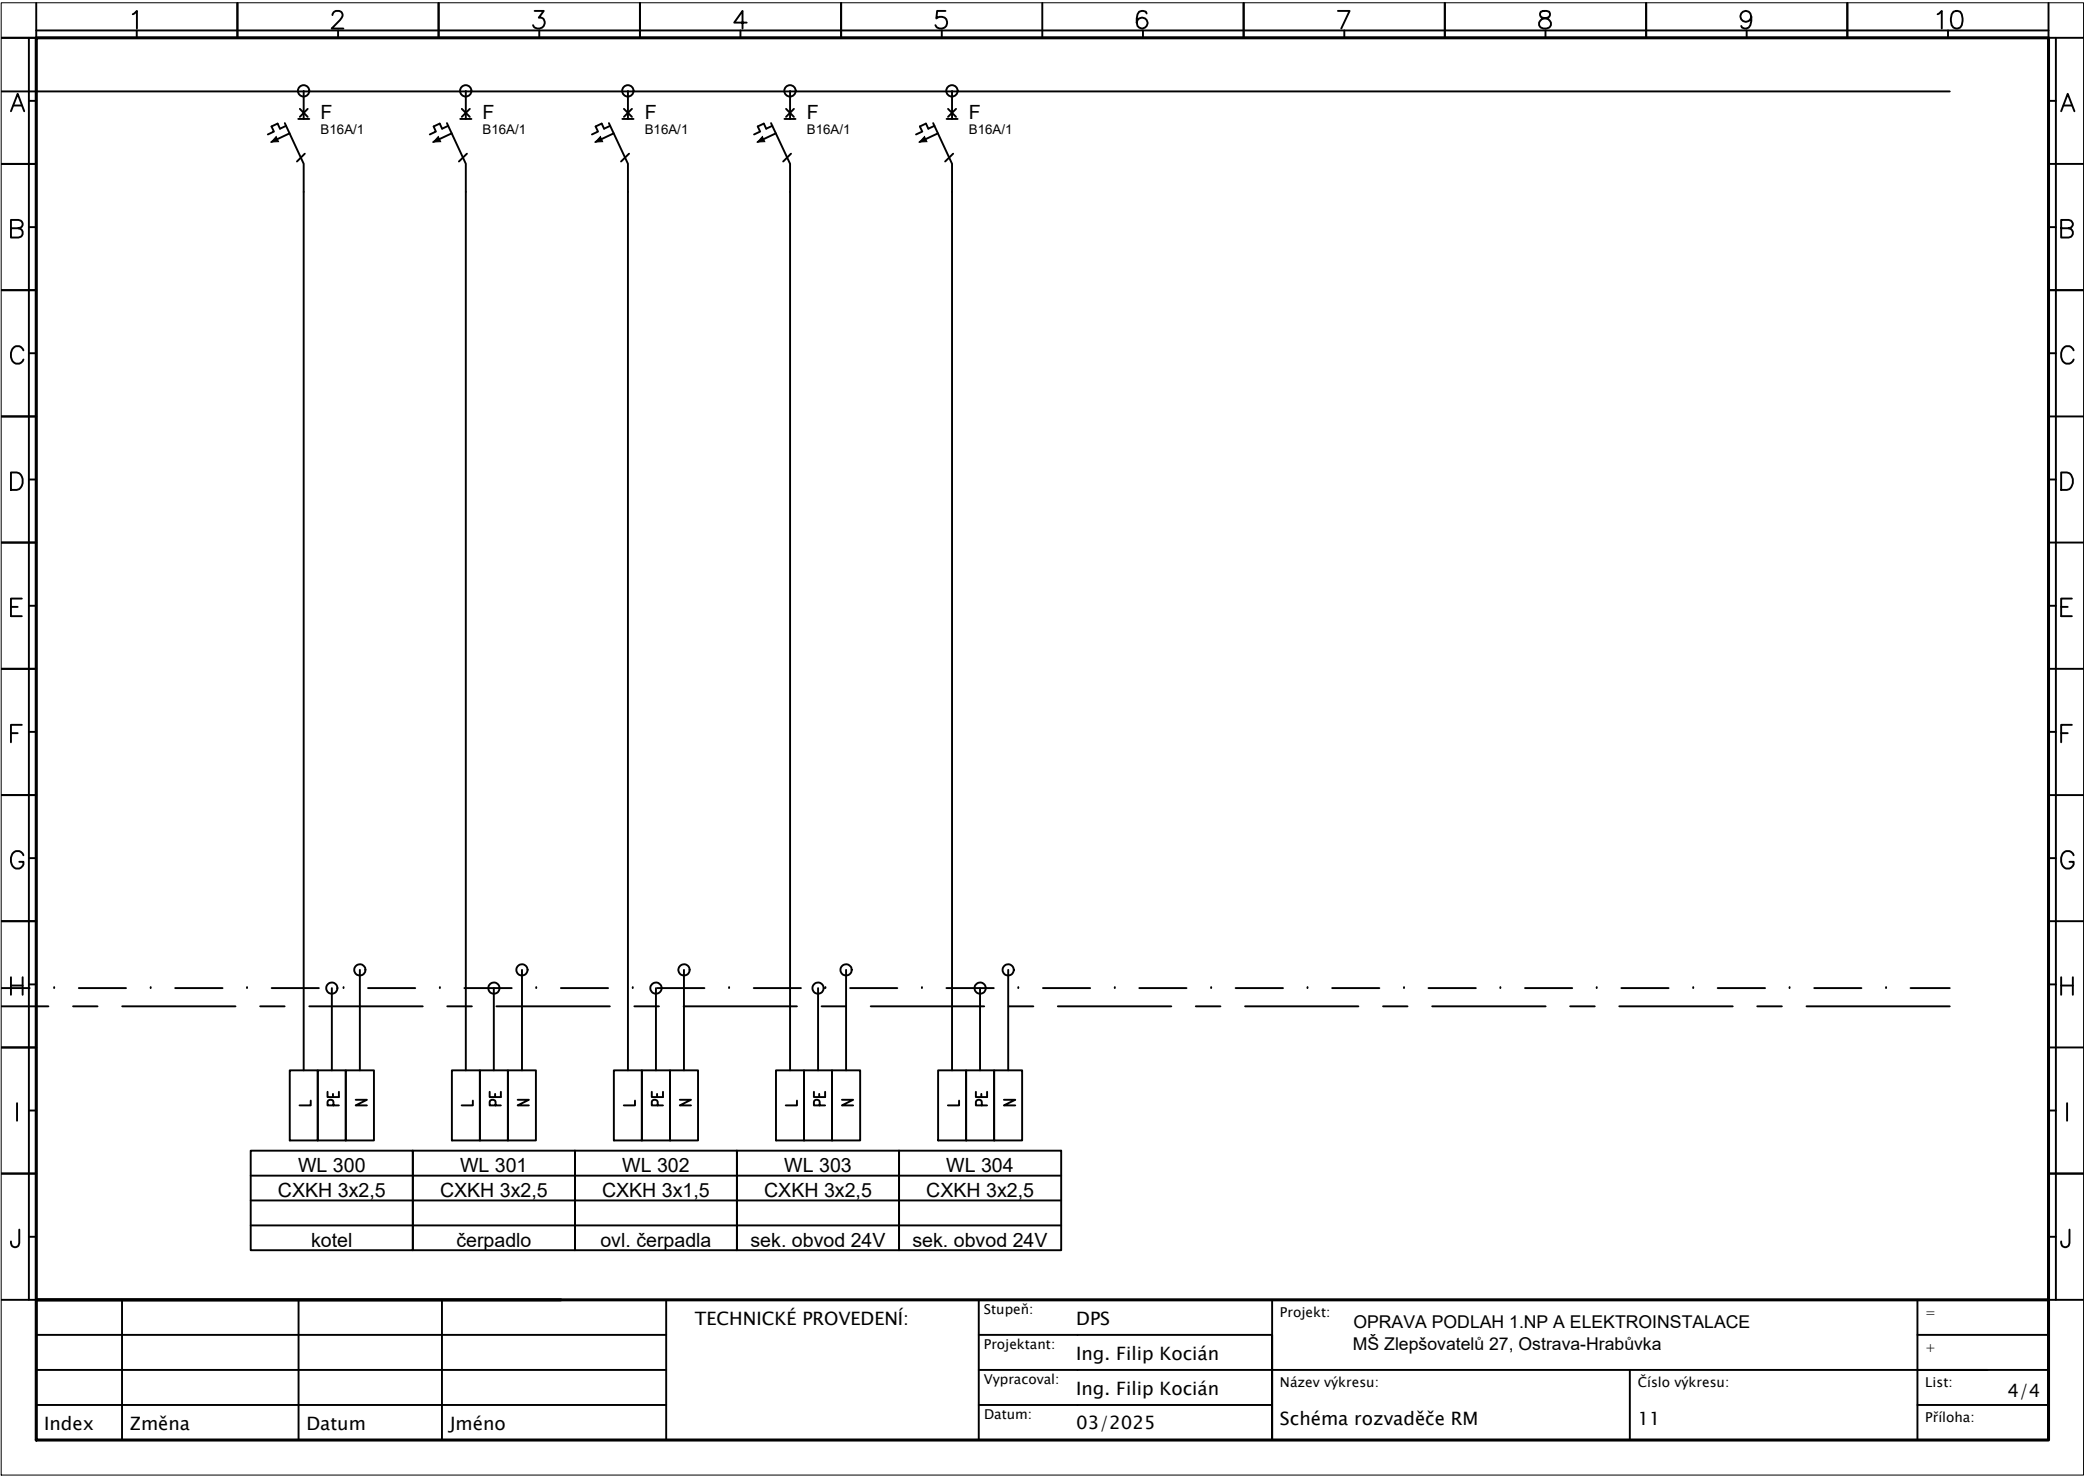 1 2 3 4 5 6 7 8 9 10
A A
F F F F F
B16A/1 B16A/1 B16A/1 B16A/1 B16A/1
B B
C C
D D
E E
F F
G G
H H
L PE N L PE N L PE N L PE N L PE N
I I
WL 300 WL 301 WL 302 WL 303 WL 304
CXKH 3x2,5 CXKH 3x2,5 CXKH 3x1,5 CXKH 3x2,5 CXKH 3x2,5
J J
kotel čerpadlo ovl. čerpadla sek. obvod 24V sek. obvod 24V
TECHNICKÉ PROVEDENÍ:
Stupeň: DPS
Projektant: Ing. Filip Kocián
Vypracoval: Ing. Filip Kocián
Datum: 03/2025
Projekt: OPRAVA PODLAH 1.NP A ELEKTROINSTALACE
MŠ Zlepšovatelů 27, Ostrava-Hrabůvka
Název výkresu:
Schéma rozvaděče RM
Číslo výkresu:
11
=
+
List: 4/4
Příloha:
Index Změna Datum Jméno